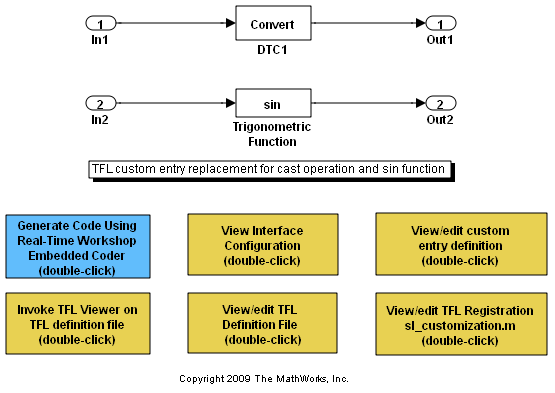 1
Convert
1
In1
DTC1
Out1
2
sin
2
In2
Trigonometric
Function
Out2
TFL custom entry replacement for cast operation and sin function
Generate Code Using
Real-Time Workshop
Embedded Coder
(double-click)
View Interface
Configuration
(double-click)
View/edit custom
entry definition
(double-click)
Invoke TFL Viewer on
TFL definition file
(double-click)
View/edit TFL
Definition File
(double-click)
View/edit TFL Registration
sl_customization.m
(double-click)
Copyright 2009 The MathWorks, Inc.